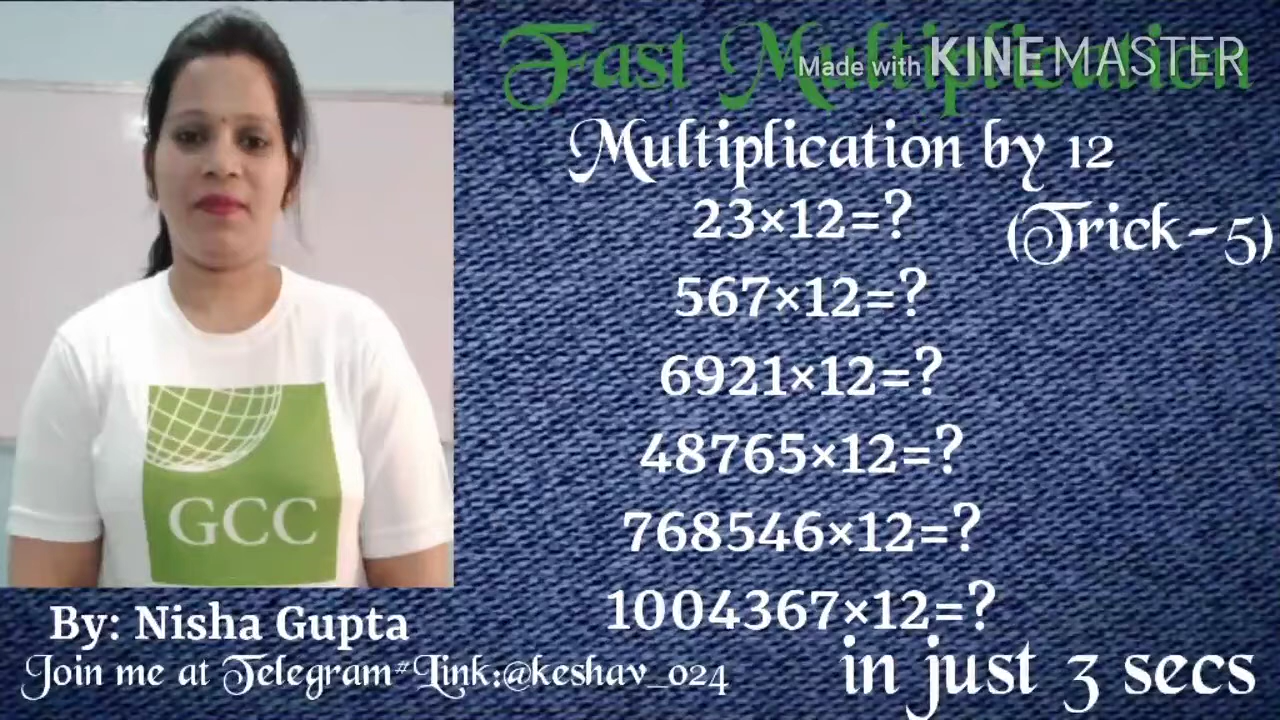 Fast Multiplication
Made with KINEMASTER
Multiplication by 12
23×12=?
(Trick-5)
567×12=?
6921×12=?
48765×12=?
768546×12=?
1004367×12=?
in just 3 secs
GCC
By: Nisha Gupta
Join me at Telegram#Link:@keshav_024